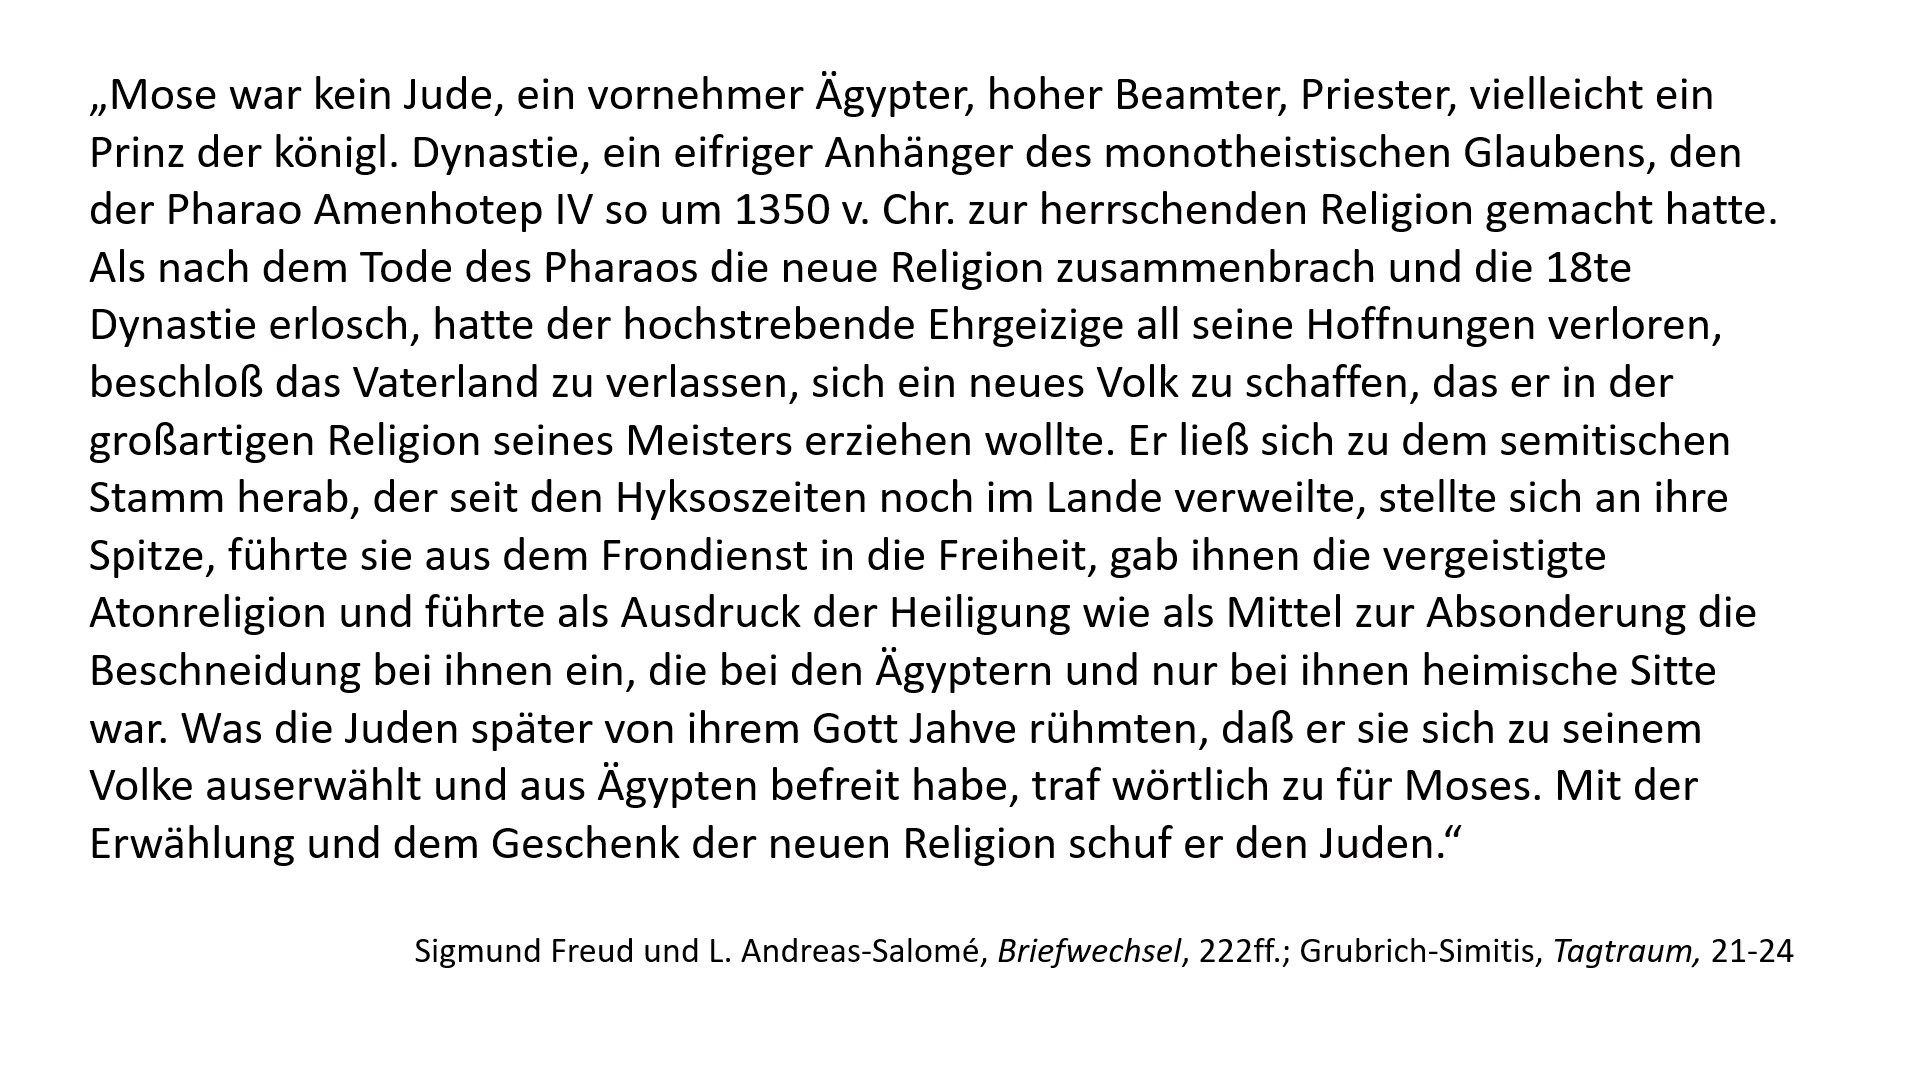 „Mose war kein Jude, ein vornehmer Ägypter, hoher Beamter, Priester, vielleicht ein
Prinz der königl. Dynastie, ein eifriger Anhänger des monotheistischen Glaubens, den
der Pharao Amenhotep IV so um 1350 v. Chr. zur herrschenden Religion gemacht hatte.
Als nach dem Tode des Pharaos die neue Religion zusammenbrach und die 18te
Dynastie erlosch, hatte der hochstrebende Ehrgeizige all seine Hoffnungen verloren,
beschloß das Vaterland zu verlassen, sich ein neues Volk zu schaffen, das er in der
großartigen Religion seines Meisters erziehen wollte. Er ließ sich zu dem semitischen
Stamm herab, der seit den Hyksoszeiten noch im Lande verweilte, stellte sich an ihre
Spitze, führte sie aus dem Frondienst in die Freiheit, gab ihnen die vergeistigte
Atonreligion und führte als Ausdruck der Heiligung wie als Mittel zur Absonderung die
Beschneidung bei ihnen ein, die bei den Ägyptern und nur bei ihnen heimische Sitte
war. Was die Juden später von ihrem Gott Jahve rühmten, daß er sie sich zu seinem
Volke auserwählt und aus Ägypten befreit habe, traf wörtlich zu für Moses. Mit der
Erwählung und dem Geschenk der neuen Religion schuf er den Juden.“
Sigmund Freud und L. Andreas-Salomé, Briefwechsel, 222ff.; Grubrich-Simitis, Tagtraum, 21-24